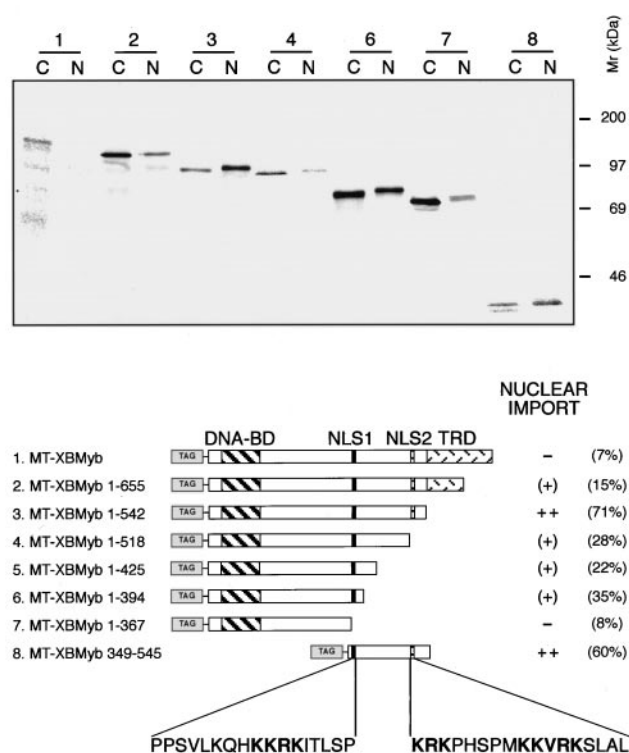 1 2 3 4 6 7 8
C N C N C N C N C N C N C N
Mr (kDa)
200
97
69
46
NUCLEAR
IMPORT
DNA-BD NLS1 NLS2 TRD
1. MT-XBMyb TAG – (7%)
2. MT-XBMyb 1-655 TAG (+) (15%)
3. MT-XBMyb 1-542 TAG ++ (71%)
4. MT-XBMyb 1-518 TAG (+) (28%)
5. MT-XBMyb 1-425 TAG (+) (22%)
6. MT-XBMyb 1-394 TAG (+) (35%)
7. MT-XBMyb 1-367 TAG – (8%)
8. MT-XBMyb 349-545 TAG ++ (60%)
PPSVLKQHKKRKITLSP KRKPHSPMKKVRKSLAL